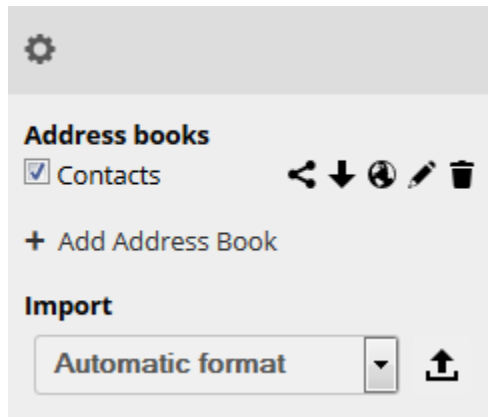 Address books
Contacts
+ Add Address Book
Import
Automatic format